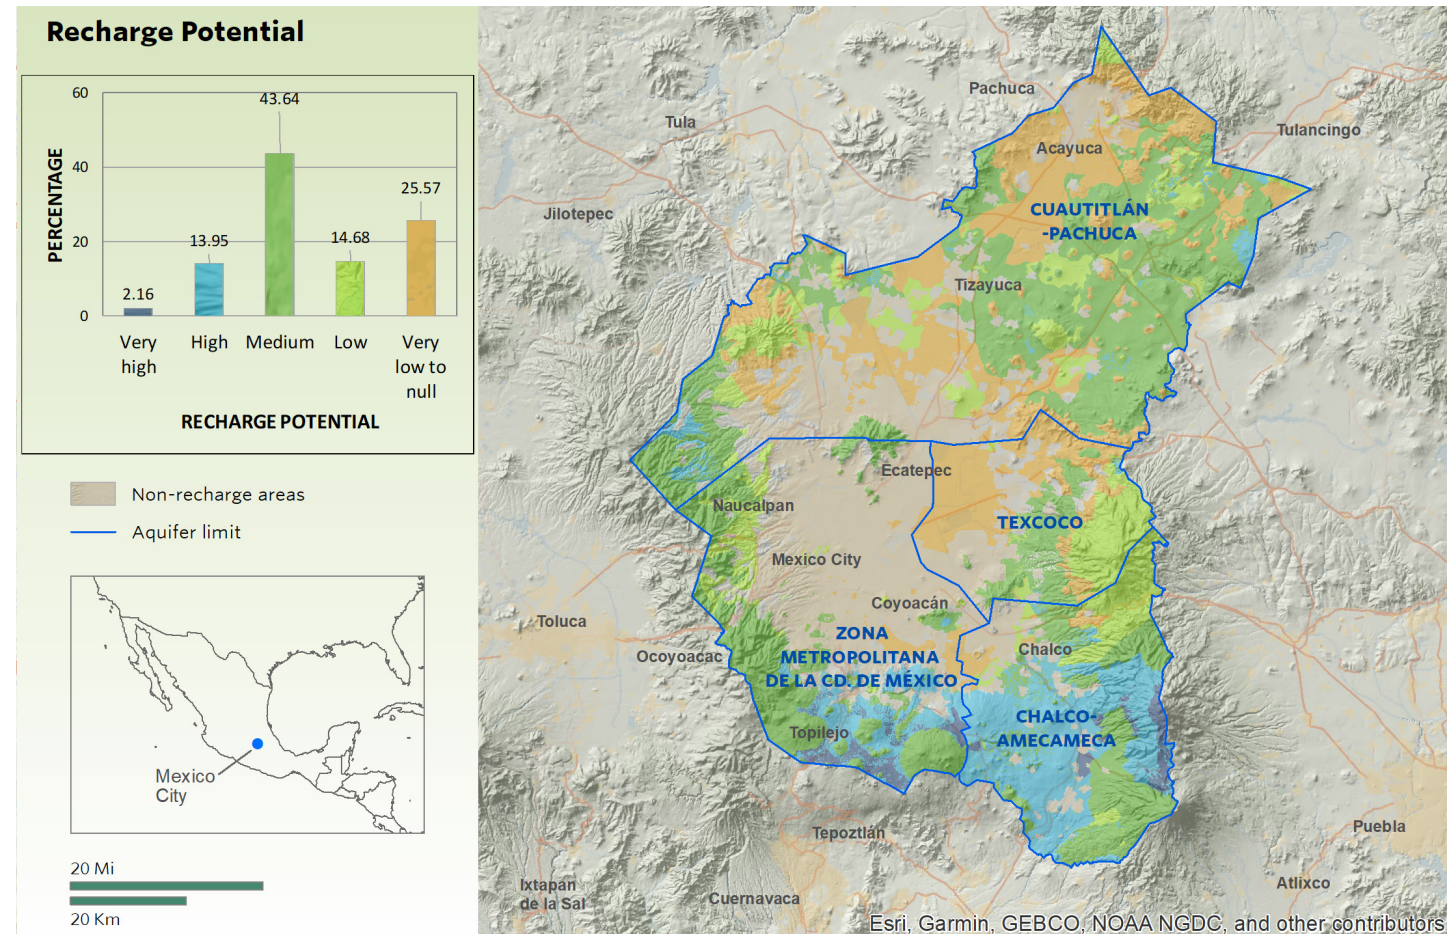 Recharge Potential
PERCENTAGE
60
40
20
0
2.16
13.95
43.64
14.68
25.57
Very high
High
Medium
Low
Very low to null
RECHARGE POTENTIAL
Non-recharge areas
Aquifer limit
Mexico
City
20 Mi
20 Km
Pachuca
Tula
Tulancingo
Acayuca
Jilotepec
CUAUTITLÁN
-PACHUCA
Tizayuca
Ecatepec
Naucalpan
TEXCOCO
Mexico City
Coyoacán
Toluca
ZONA
METROPOLITANA
DE LA CD. DE MÉXICO
Ocoyoacac
Chalco
CHALCO-
AMECAMECA
Topilejo
Tepoztlán
Puebla
Ixtapan
de la Sal
Cuernavaca
Atlixco
Esri, Garmin, GEBCO, NOAA NGDC, and other contributors